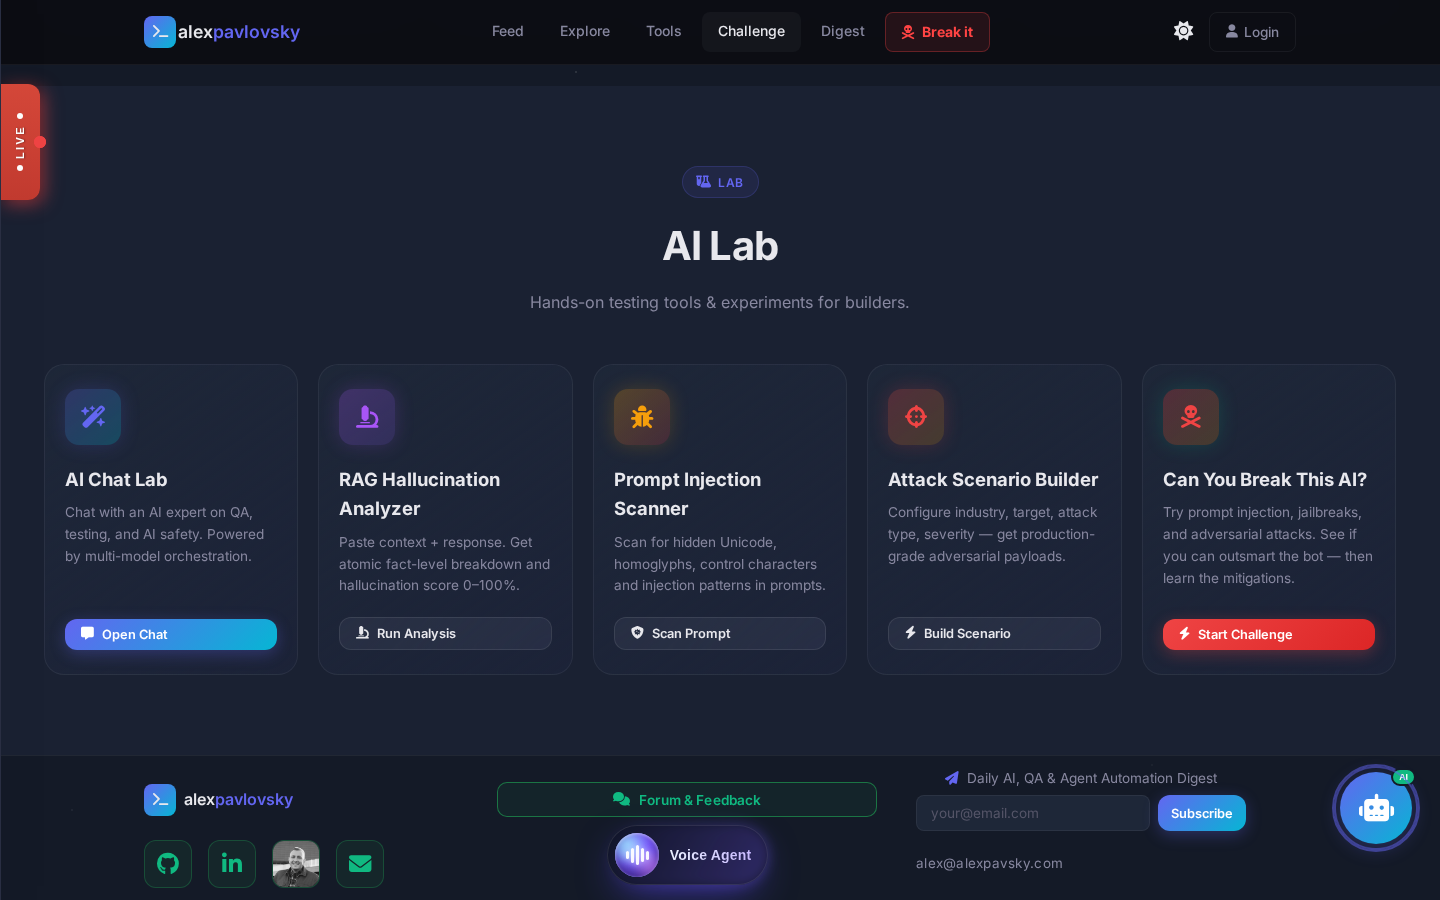 alexpavlovsky
Feed
Explore
Tools
Challenge
Digest
Break it
Login
LIVE
LAB
AI Lab
Hands-on testing tools & experiments for builders.
AI Chat Lab
Chat with an AI expert on QA,
testing, and AI safety. Powered
by multi-model orchestration.
Open Chat
RAG Hallucination
Analyzer
Paste context + response. Get
atomic fact-level breakdown and
hallucination score 0–100%.
Run Analysis
Prompt Injection
Scanner
Scan for hidden Unicode,
homoglyphs, control characters
and injection patterns in prompts.
Scan Prompt
Attack Scenario Builder
Configure industry, target, attack
type, severity — get production-
grade adversarial payloads.
Build Scenario
Can You Break This AI?
Try prompt injection, jailbreaks,
and adversarial attacks. See if
you can outsmart the bot — then
learn the mitigations.
Start Challenge
alexpavlovsky
Forum & Feedback
Voice Agent
Daily AI, QA & Agent Automation Digest
your@email.com
Subscribe
alex@alexpavsky.com
AI